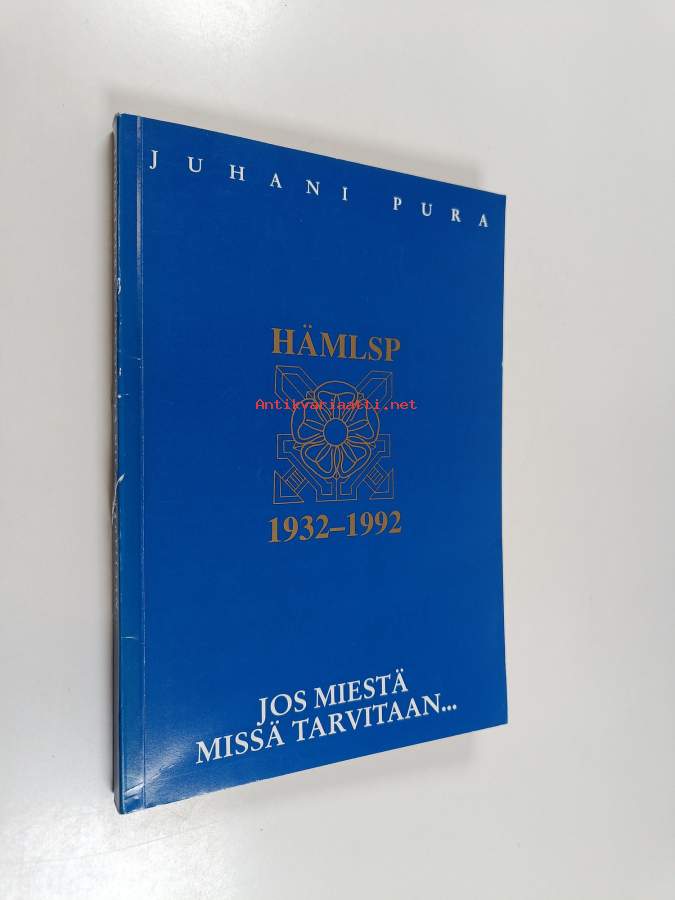 JUHANI PURA
HÄMLSP
Antikvariaatti.net
1932–1992
JOS MIESTÄ
MISSÄ TARVITAAN...